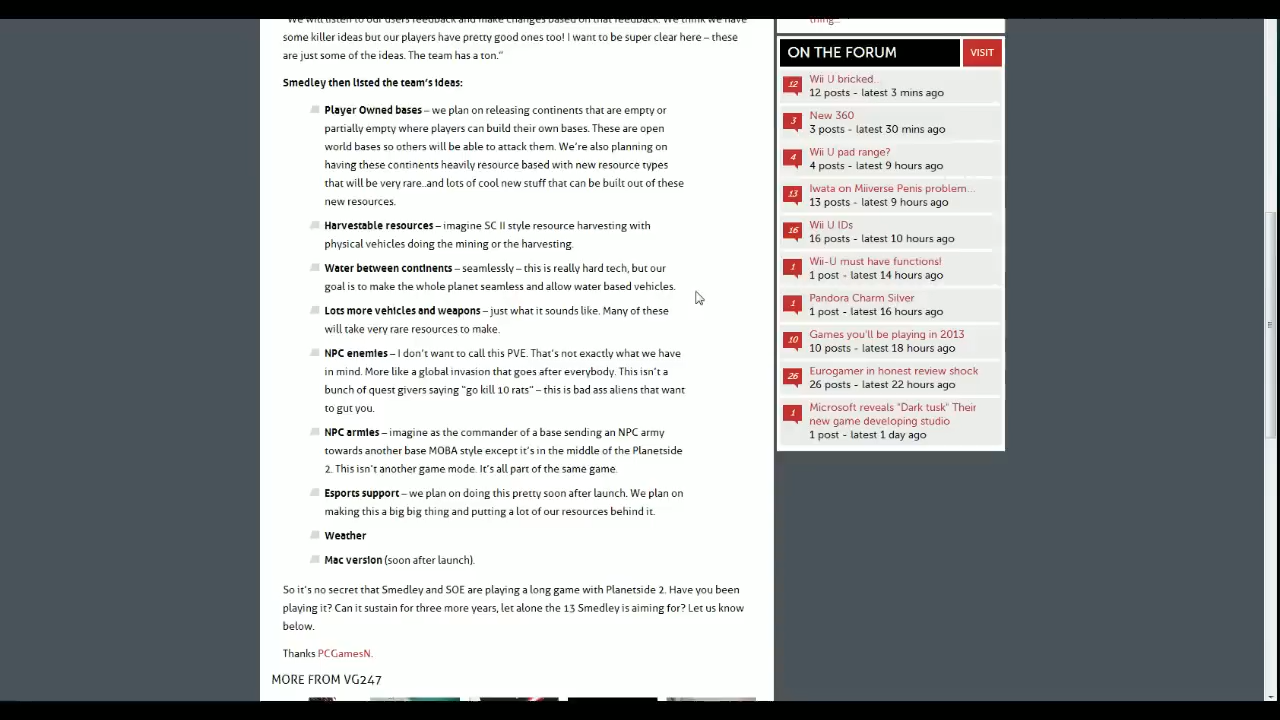 "We will listen to our users feedback and make changes based on that feedback. We think we have
some killer ideas but our players have pretty good ones too! I want to be super clear here – these
are just some of the ideas. The team has a ton."
Smedley then listed the team's ideas:
Player Owned bases – we plan on releasing continents that are empty or
partially empty where players can build their own bases. These are open
world bases so others will be able to attack them. We're also planning on
having these continents heavily resource based with new resource types
that will be very rare..and lots of cool new stuff that can be built out of these
new resources.
Harvestable resources – imagine SC II style resource harvesting with
physical vehicles doing the mining or the harvesting.
Water between continents – seamlessly – this is really hard tech, but our
goal is to make the whole planet seamless and allow water based vehicles.
Lots more vehicles and weapons – just what it sounds like. Many of these
will take very rare resources to make.
NPC enemies – I don't want to call this PVE. That's not exactly what we have
in mind. More like a global invasion that goes after everybody. This isn't a
bunch of quest givers saying "go kill 10 rats" – this is bad ass aliens that want
to gut you.
NPC armies – imagine as the commander of a base sending an NPC army
towards another base MOBA style except it's in the middle of the Planetside
2. This isn't another game mode. It's all part of the same game.
Esports support – we plan on doing this pretty soon after launch. We plan on
making this a big big thing and putting a lot of our resources behind it.
Weather
Mac version (soon after launch).
So it's no secret that Smedley and SOE are playing a long game with Planetside 2. Have you been
playing it? Can it sustain for three more years, let alone the 13 Smedley is aiming for? Let us know
below.
Thanks PCGamesN.
MORE FROM VG247
thing...
ON THE FORUM
VISIT
12
Wii U bricked...
12 posts - latest 3 mins ago
3
New 360
3 posts - latest 30 mins ago
4
Wii U pad range?
4 posts - latest 9 hours ago
13
Iwata on Miiverse Penis problem...
13 posts - latest 9 hours ago
16
Wii U IDs
16 posts - latest 10 hours ago
1
Wii-U must have functions!
1 post - latest 14 hours ago
1
Pandora Charm Silver
1 post - latest 16 hours ago
10
Games you'll be playing in 2013
10 posts - latest 18 hours ago
26
Eurogamer in honest review shock
26 posts - latest 22 hours ago
1
Microsoft reveals "Dark tusk" Their
new game developing studio
1 post - latest 1 day ago